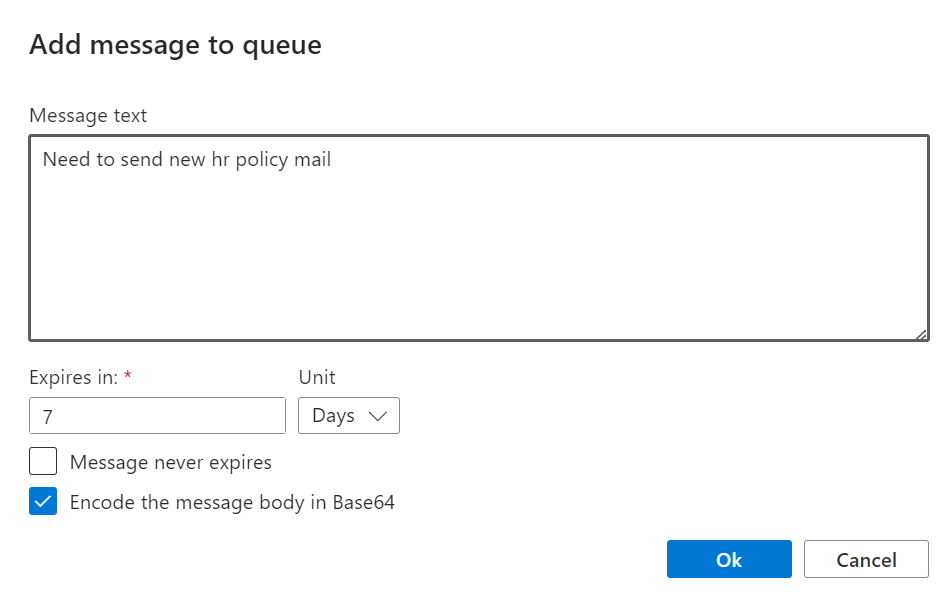 Add message to queue
Message text
Need to send new hr policy mail
Expires in: * Unit
7 Days
Message never expires
Encode the message body in Base64
Ok Cancel